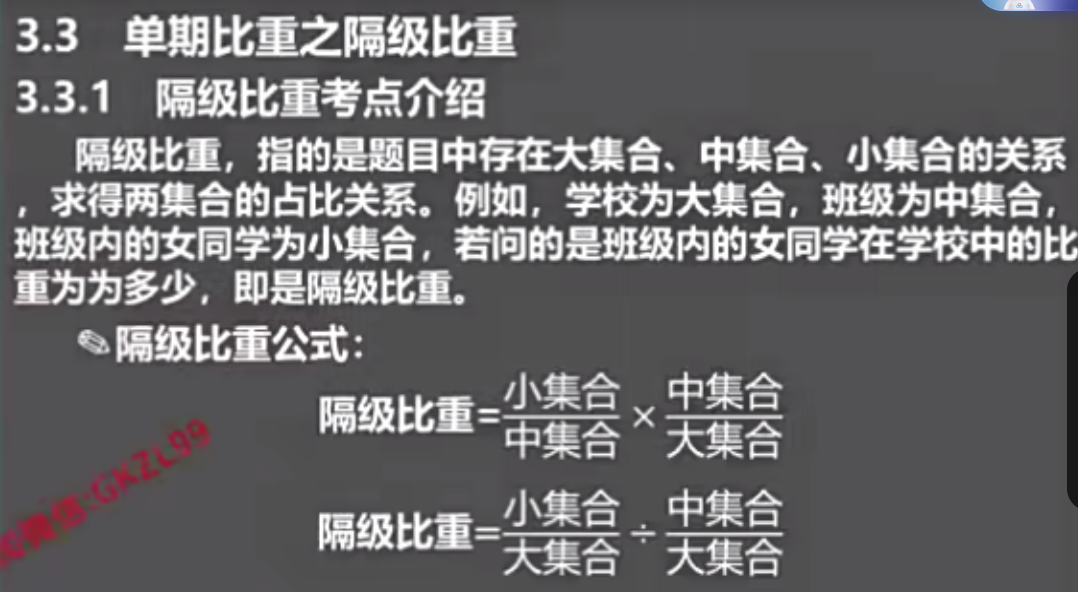 3.3 单期比重之隔级比重
3.3.1 隔级比重考点介绍
隔级比重，指的是题目中存在大集合、中集合、小集合的关系
，求得两集合的占比关系。例如，学校为大集合，班级为中集合，
班级内的女同学为小集合，若问的是班级内的女同学在学校中的比
重为为多少，即是隔级比重。
✎隔级比重公式：
隔级比重=小集合/中集合×中集合/大集合
隔级比重=小集合/大集合÷中集合/大集合
微信:GKZL99